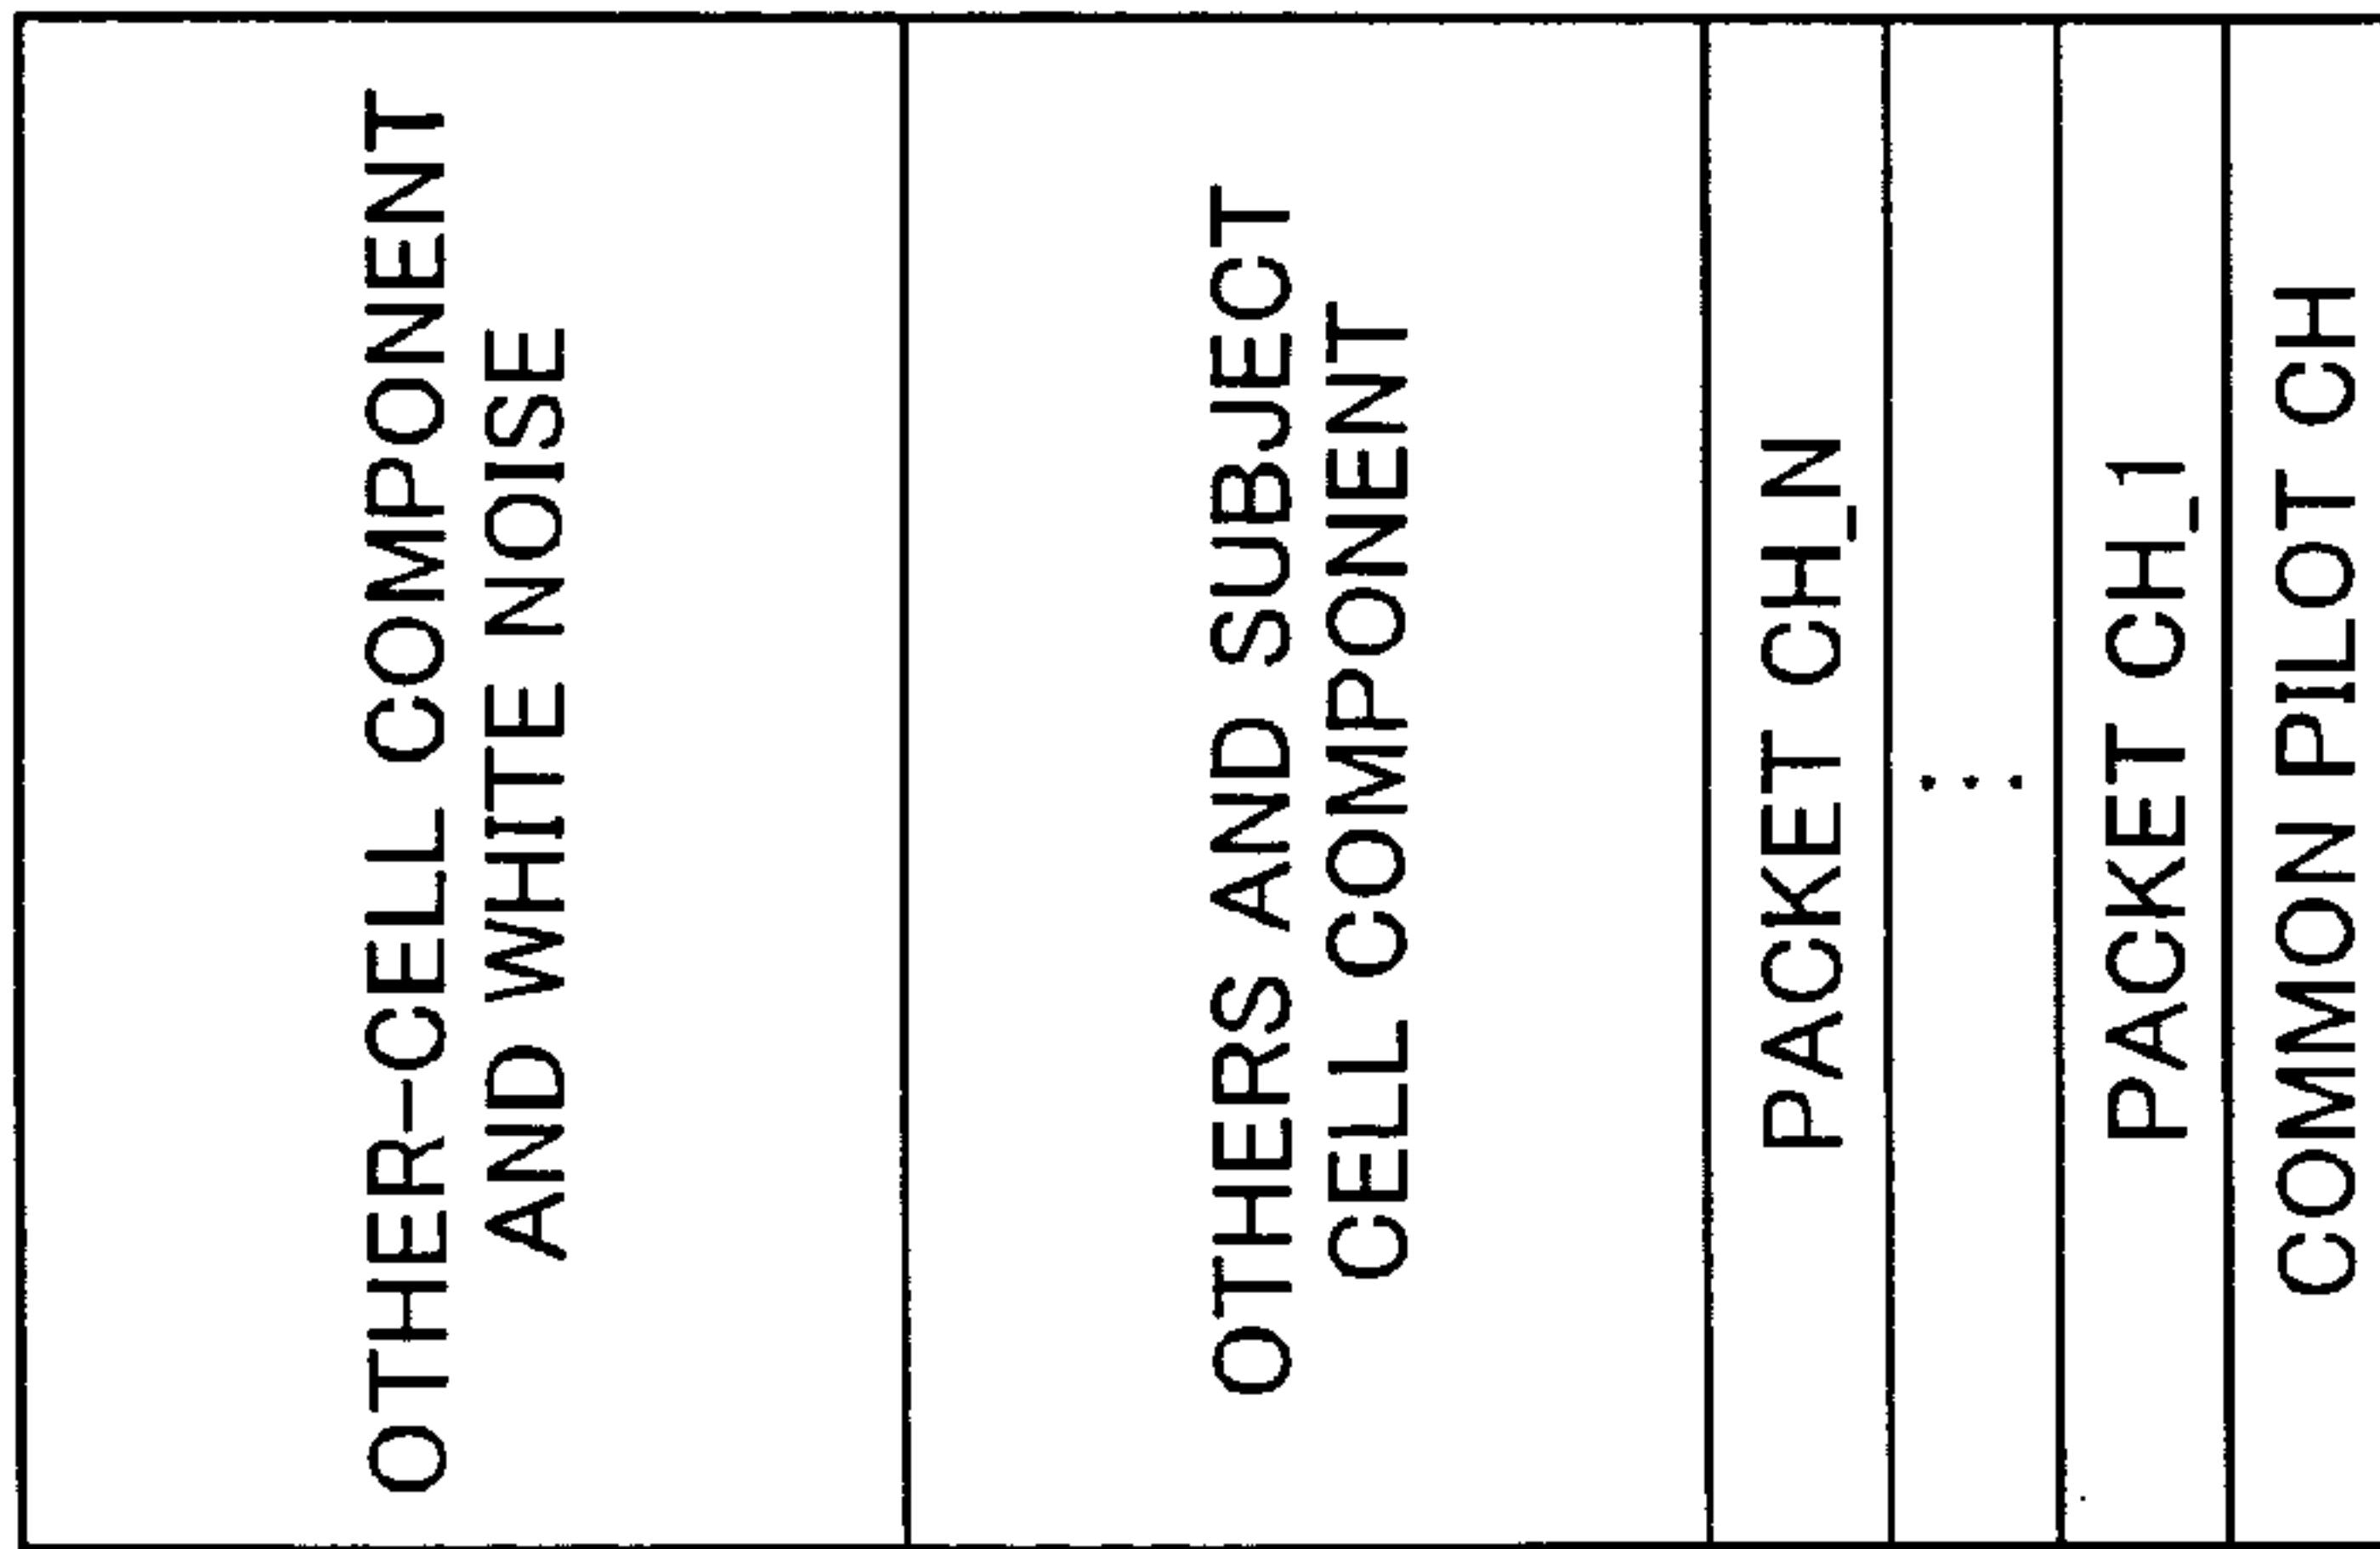 OTHER-CELL COMPONENT
AND WHITE NOISE
OTHERS AND SUBJECT
CELL COMPONENT
PACKET CH_N
...
PACKET CH_1
COMMON PILOT CH